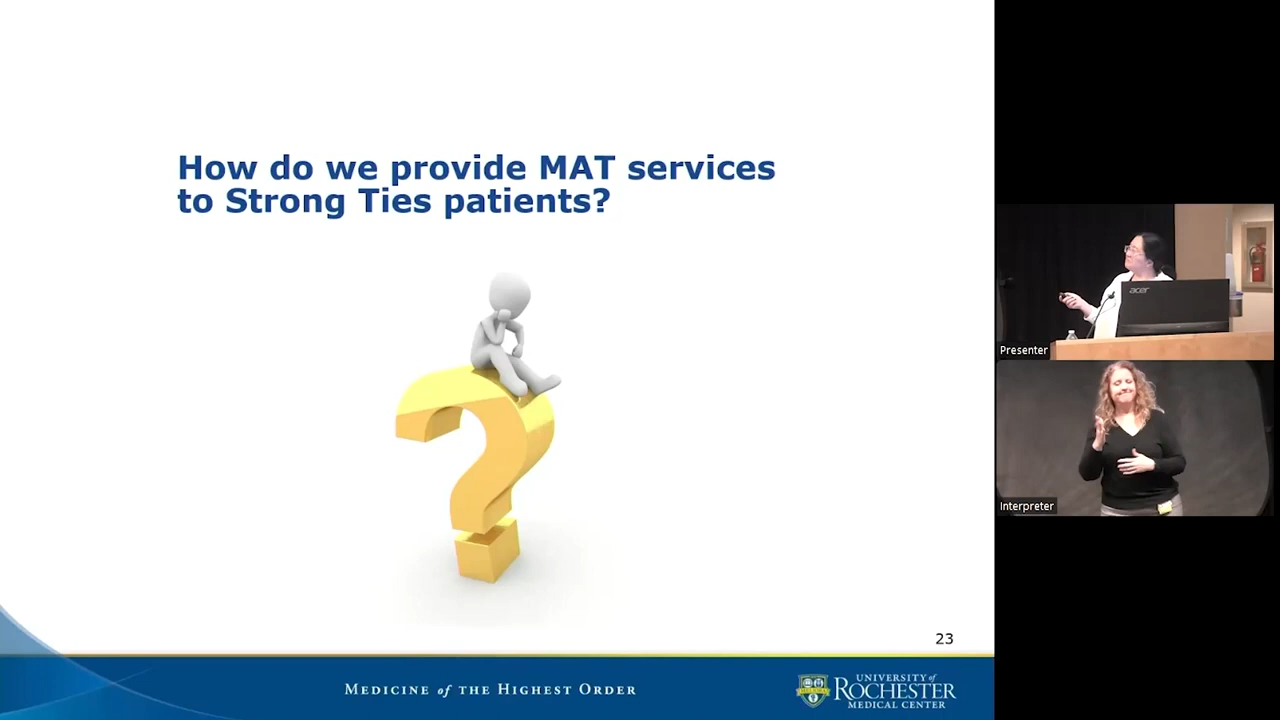 How do we provide MAT services
to Strong Ties patients?
23
MEDICINE of THE HIGHEST ORDER
UNIVERSITY of
ROCHESTER
MEDICAL CENTER
acer
Presenter
Interpreter